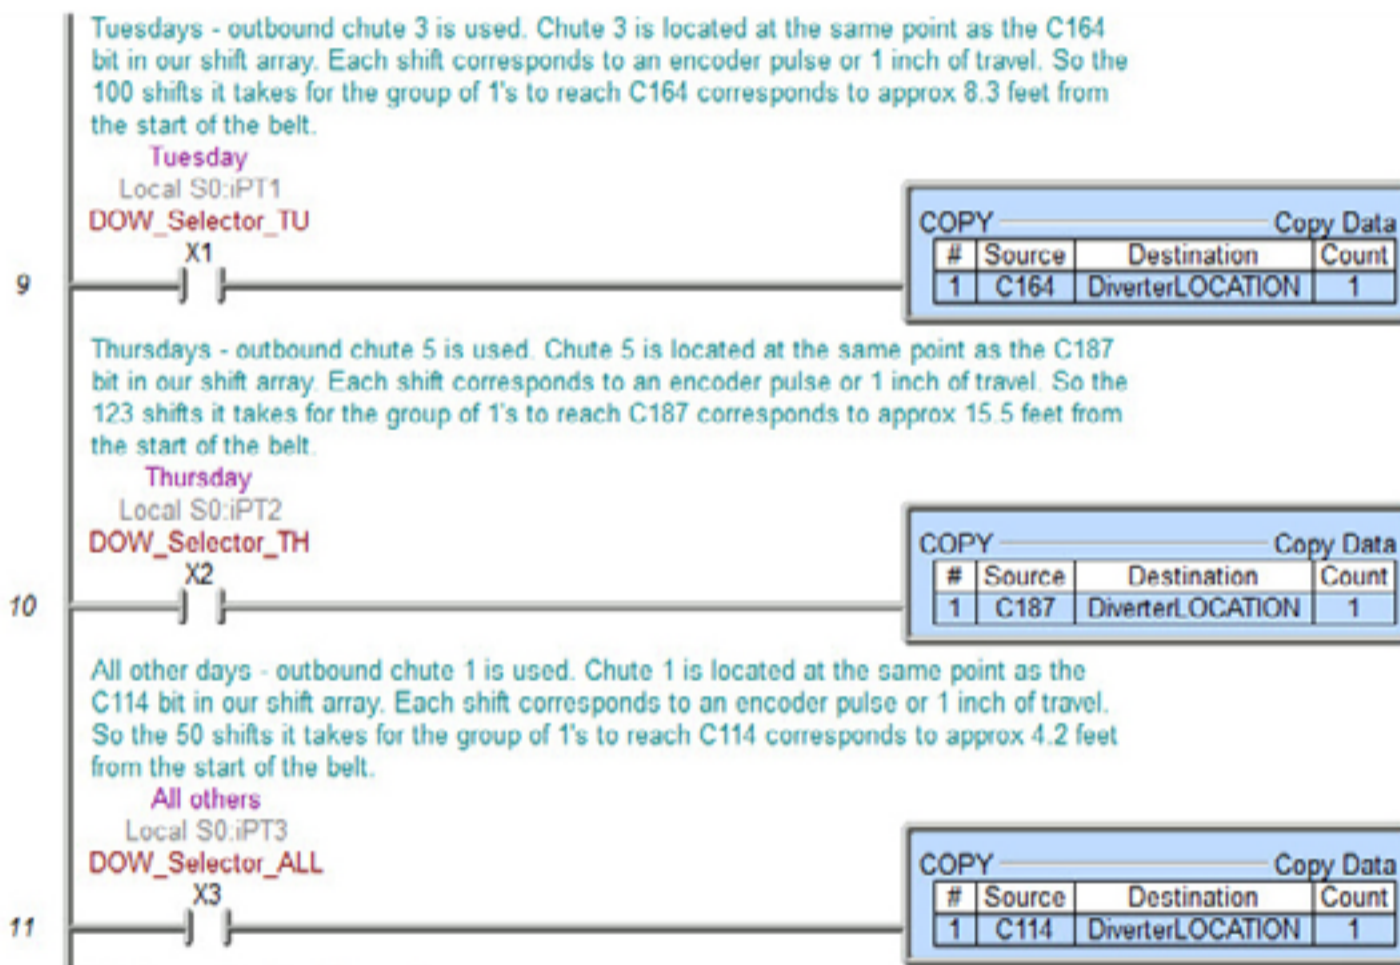 Tuesdays - outbound chute 3 is used. Chute 3 is located at the same point as the C164
bit in our shift array. Each shift corresponds to an encoder pulse or 1 inch of travel. So the
100 shifts it takes for the group of 1's to reach C164 corresponds to approx 8.3 feet from
the start of the belt.
Tuesday
Local S0:iPT1
DOW_Selector_TU
X1
9
COPY Copy Data
# Source Destination Count
1 C164 DiverterLOCATION 1
Thursdays - outbound chute 5 is used. Chute 5 is located at the same point as the C187
bit in our shift array. Each shift corresponds to an encoder pulse or 1 inch of travel. So the
123 shifts it takes for the group of 1's to reach C187 corresponds to approx 15.5 feet from
the start of the belt.
Thursday
Local S0:iPT2
DOW_Selector_TH
X2
10
COPY Copy Data
# Source Destination Count
1 C187 DiverterLOCATION 1
All other days - outbound chute 1 is used. Chute 1 is located at the same point as the
C114 bit in our shift array. Each shift corresponds to an encoder pulse or 1 inch of travel.
So the 50 shifts it takes for the group of 1's to reach C114 corresponds to approx 4.2 feet
from the start of the belt.
All others
Local S0:iPT3
DOW_Selector_ALL
X3
11
COPY Copy Data
# Source Destination Count
1 C114 DiverterLOCATION 1